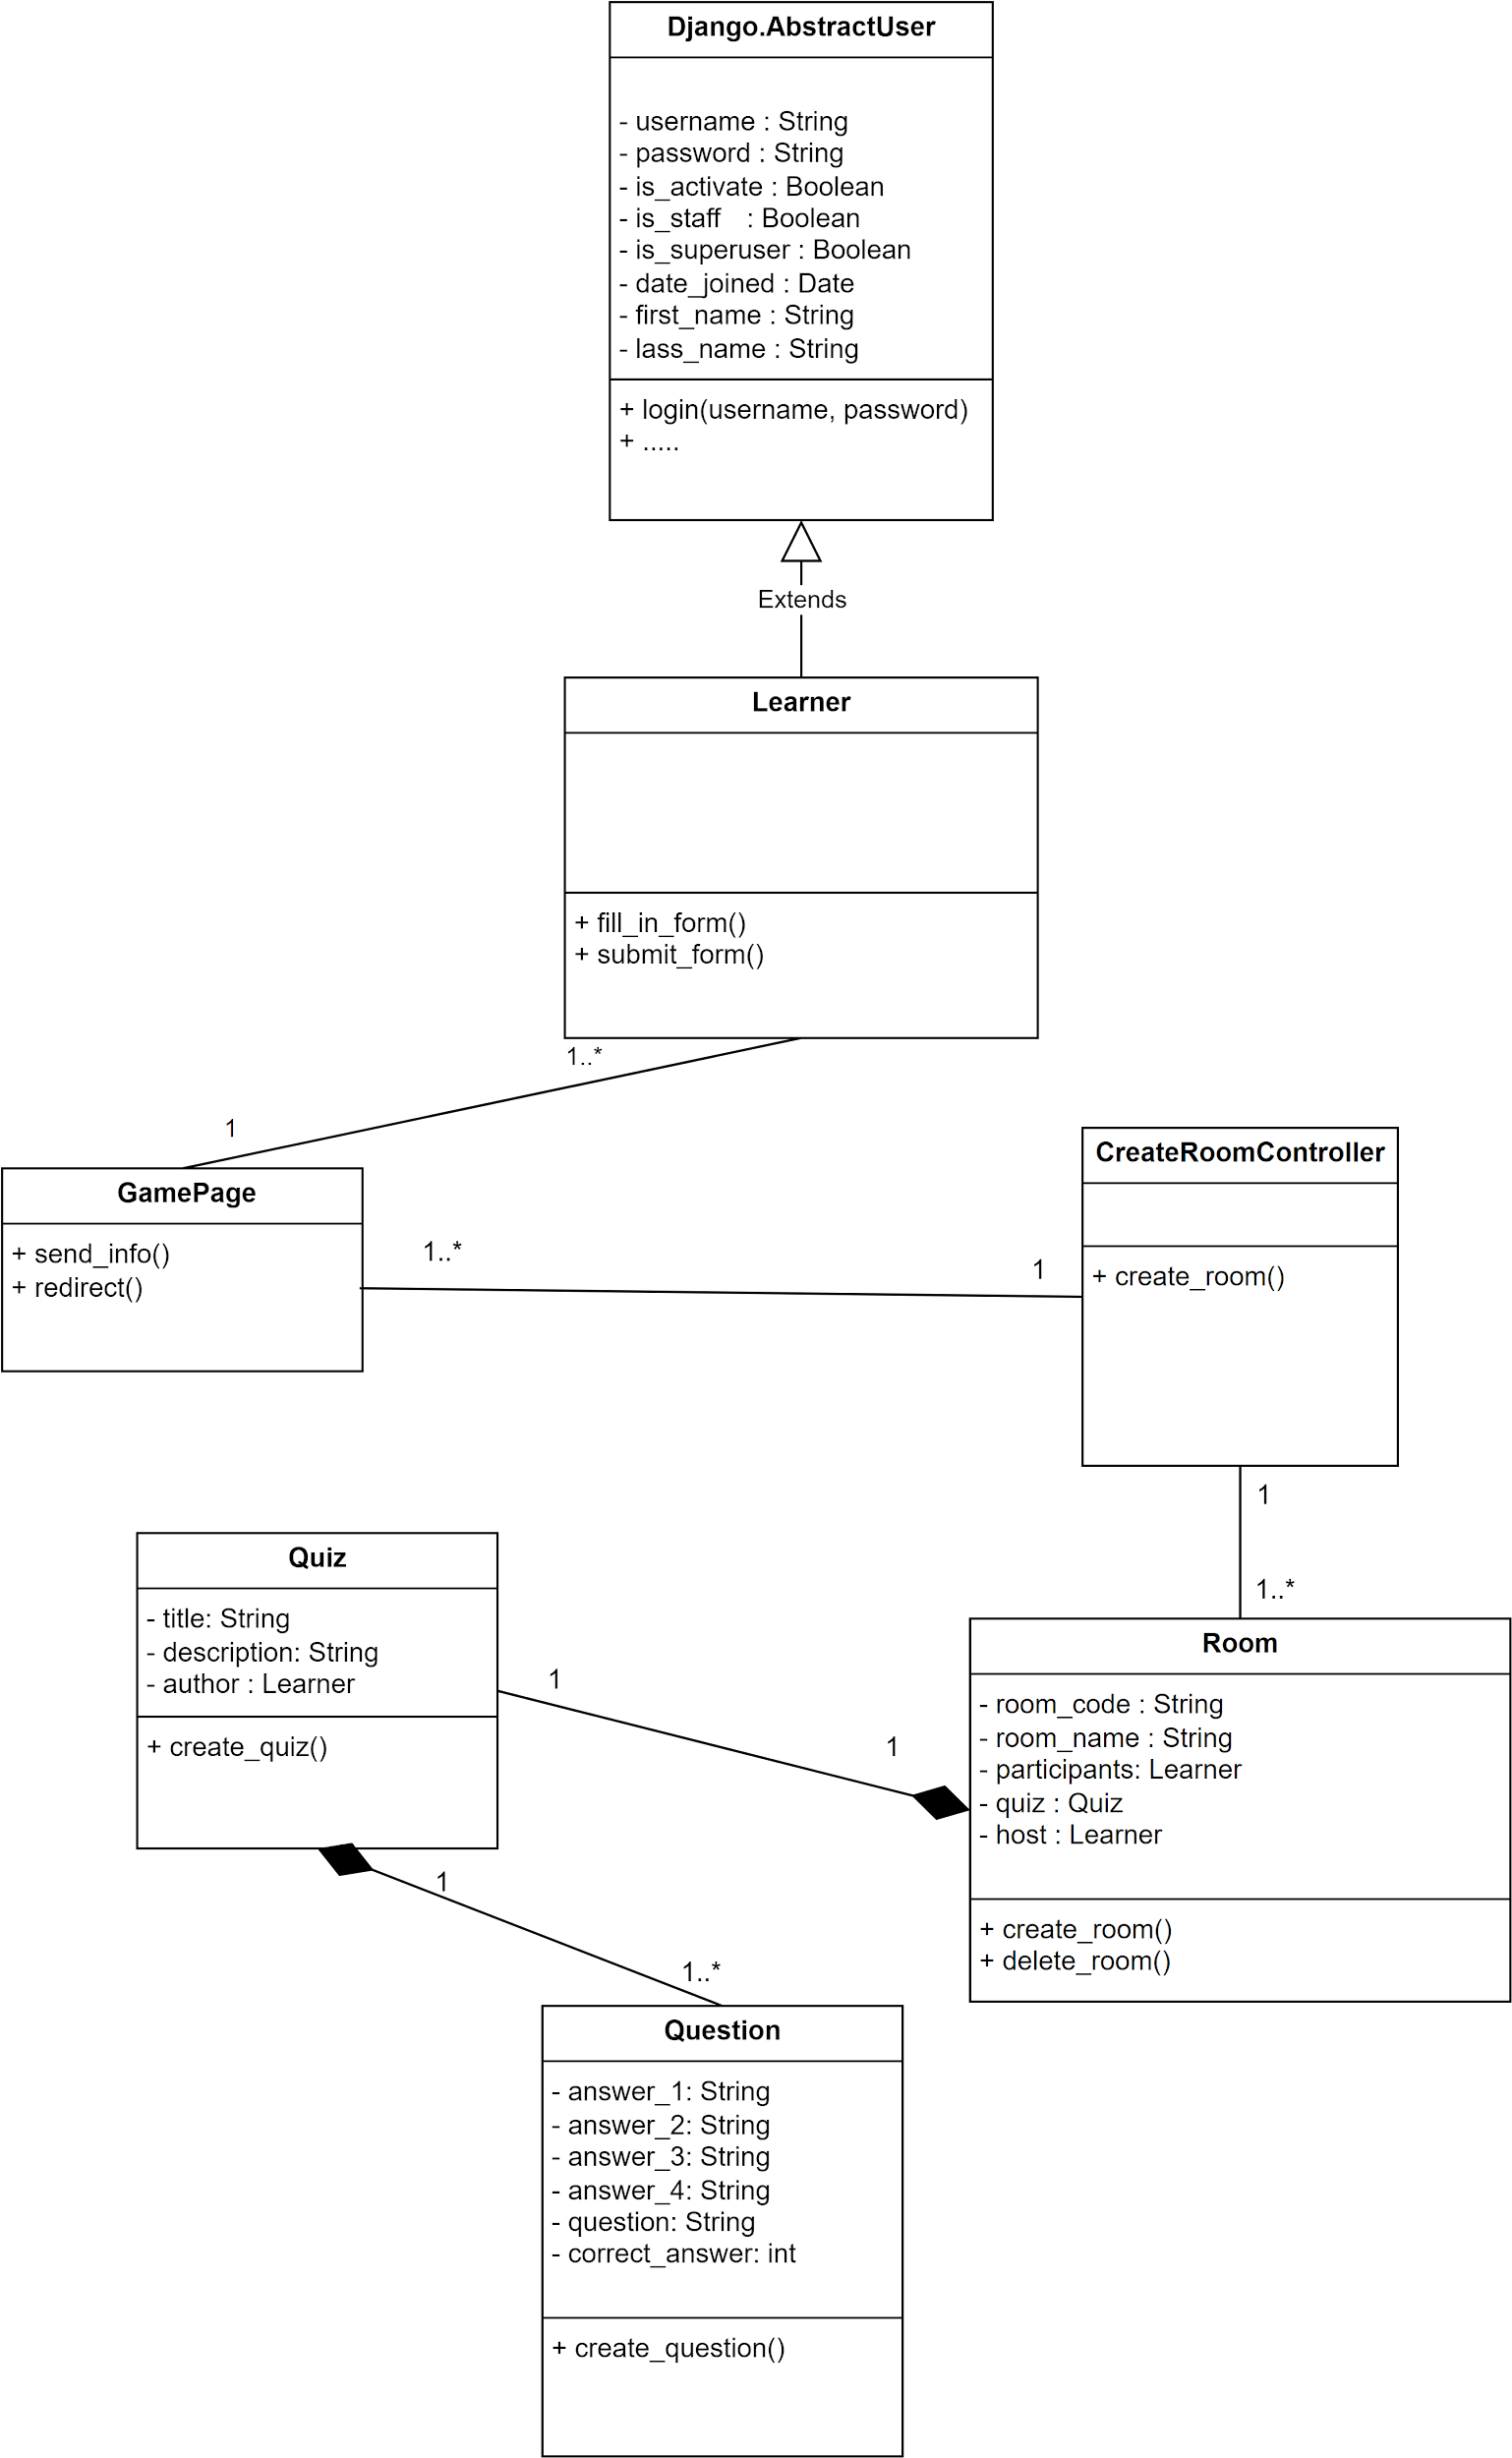 Django.AbstractUser
- username : String
- password : String
- is_activate : Boolean
- is_staff : Boolean
- is_superuser : Boolean
- date_joined : Date
- first_name : String
- lass_name : String
+ login(username, password)
+ .....
Extends
Learner
+ fill_in_form()
+ submit_form()
1..*
1
GamePage
+ send_info()
+ redirect()
1..*
1
CreateRoomController
+ create_room()
1
1..*
Quiz
- title: String
- description: String
- author : Learner
+ create_quiz()
1
1
Room
- room_code : String
- room_name : String
- participants: Learner
- quiz : Quiz
- host : Learner
+ create_room()
+ delete_room()
1
1..*
Question
- answer_1: String
- answer_2: String
- answer_3: String
- answer_4: String
- question: String
- correct_answer: int
+ create_question()